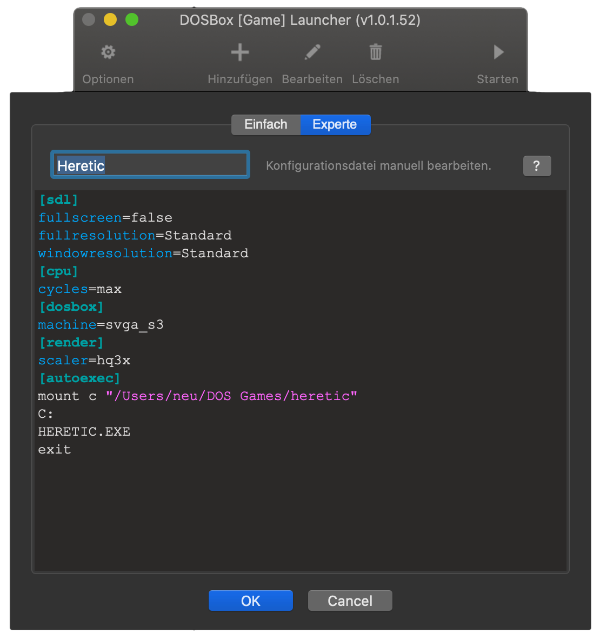 DOSBox [Game] Launcher (v1.0.1.52)
Optionen Hinzufügen Bearbeiten Löschen Starten
Einfach Experte
Heretic Konfigurationsdatei manuell bearbeiten. ?
[sdl]
fullscreen=false
fullresolution=Standard
windowresolution=Standard
[cpu]
cycles=max
[dosbox]
machine=svga_s3
[render]
scaler=hq3x
[autoexec]
mount c "/Users/neu/DOS Games/heretic"
C:
HERETIC.EXE
exit
OK Cancel